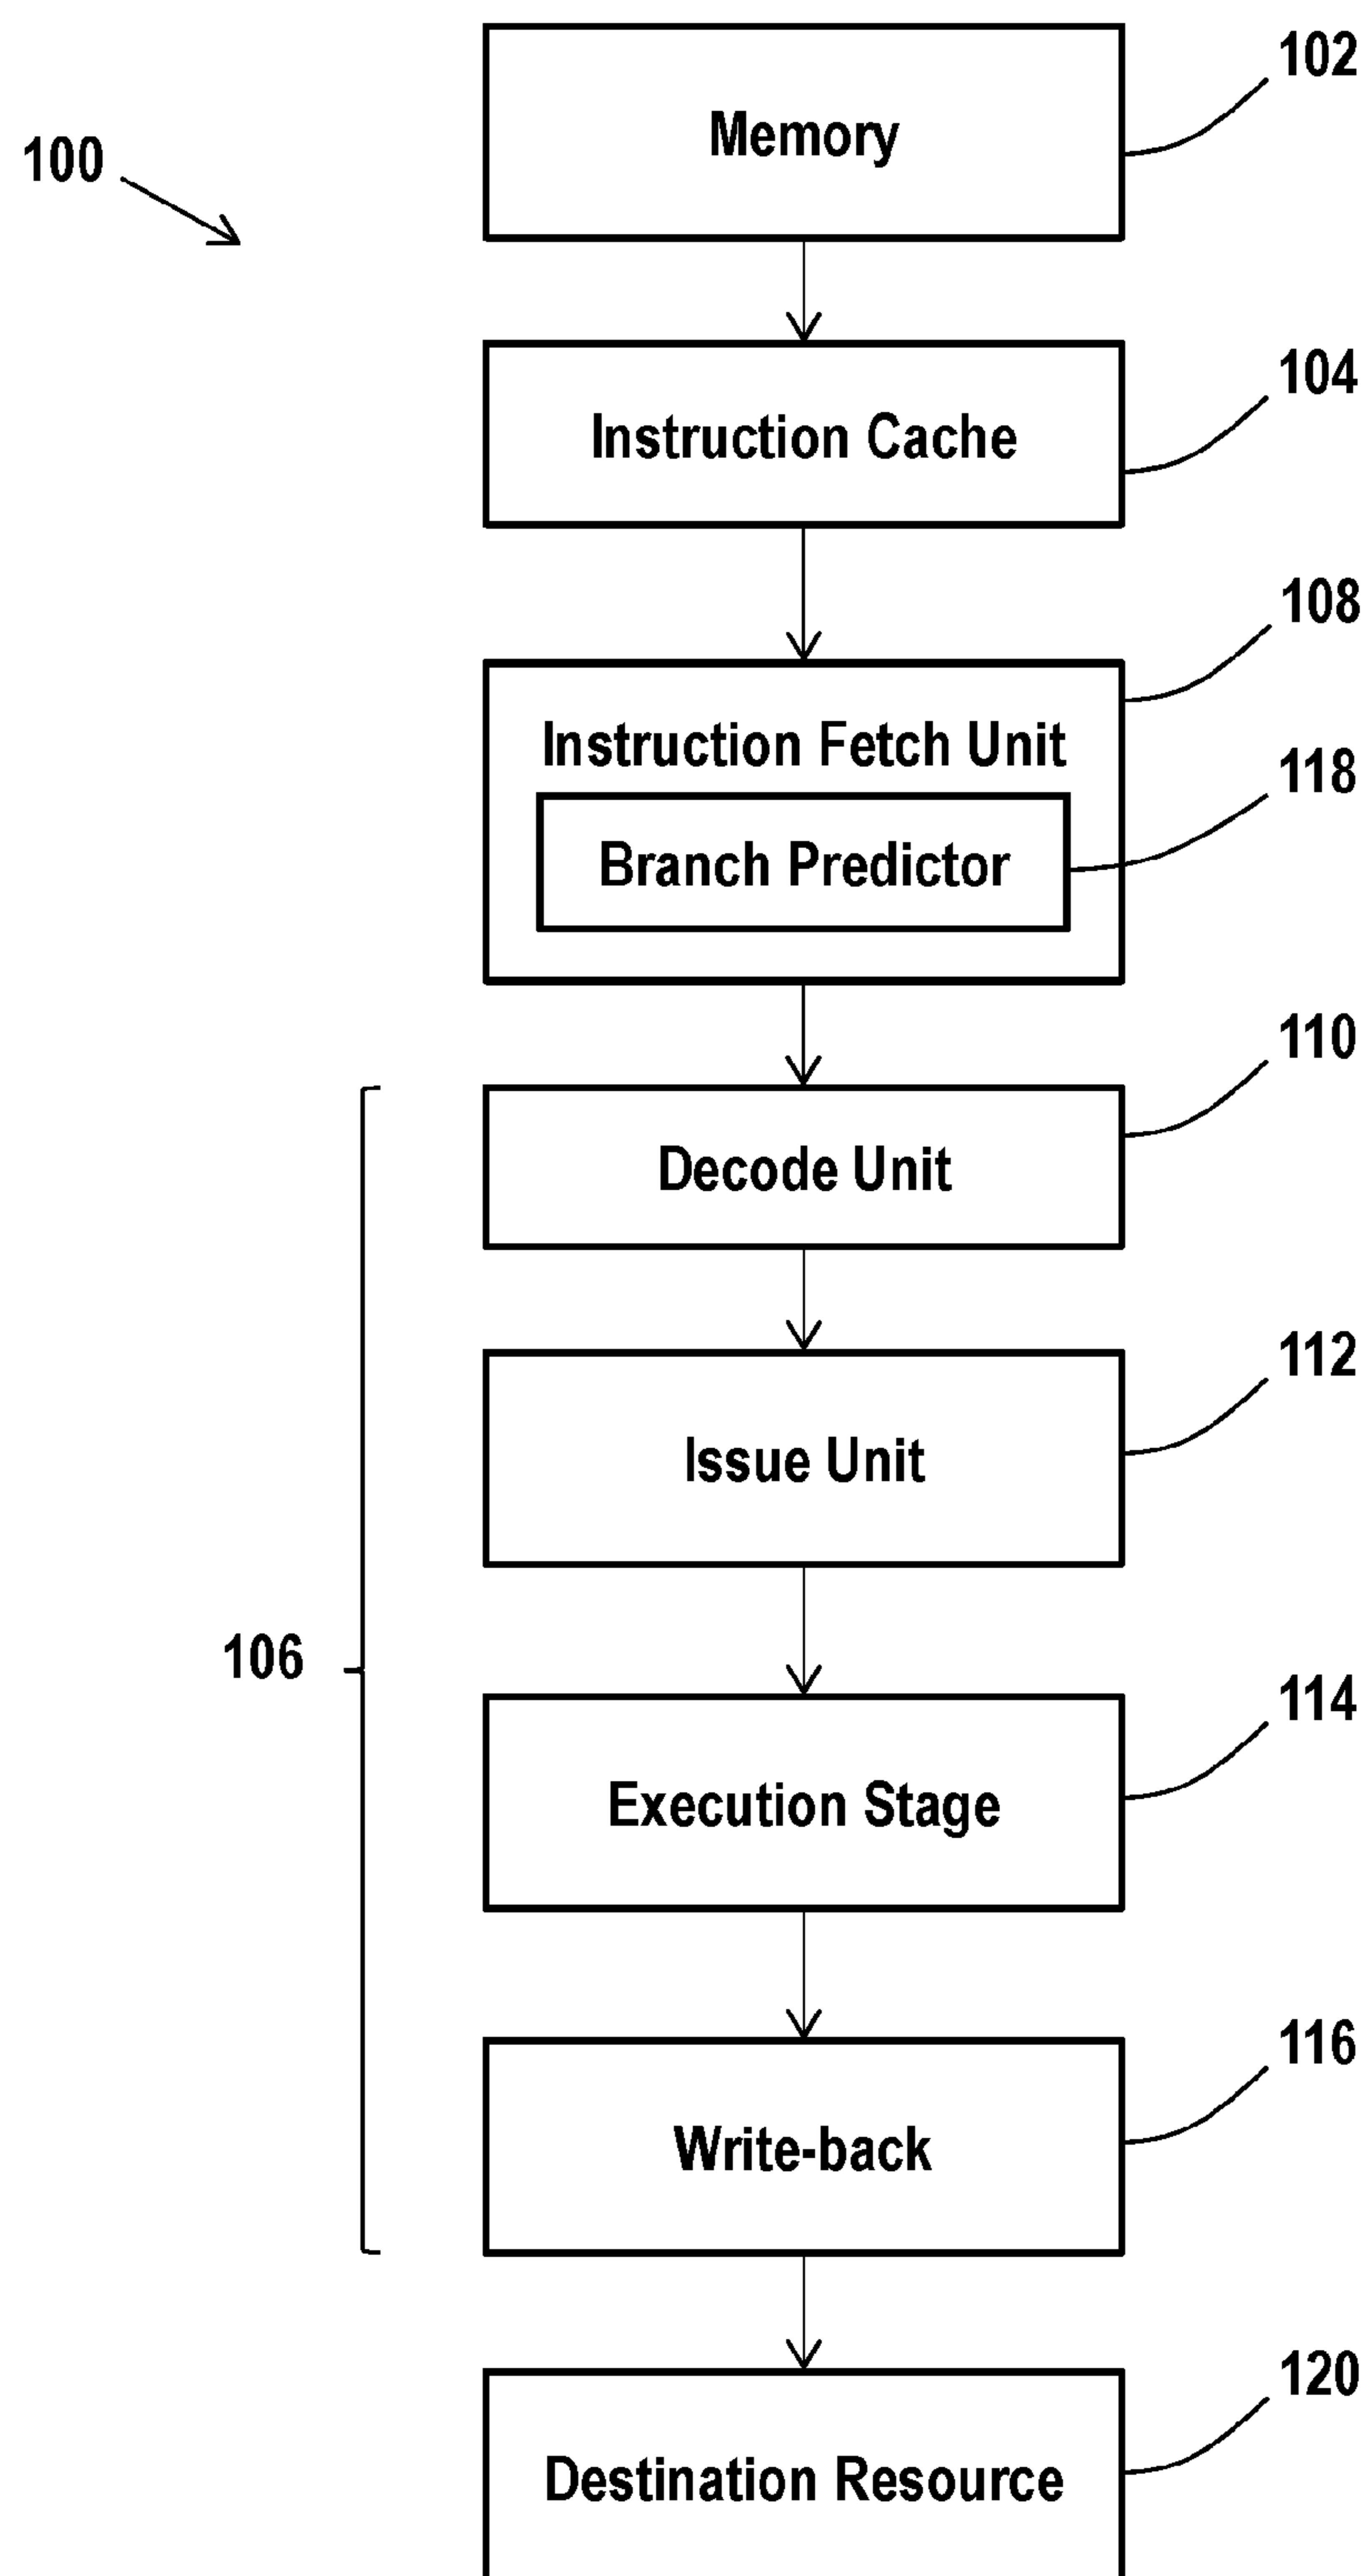 102
Memory
100
104
Instruction Cache
108
Instruction Fetch Unit
118
Branch Predictor
110
Decode Unit
112
Issue Unit
106
114
Execution Stage
116
Write-back
120
Destination Resource